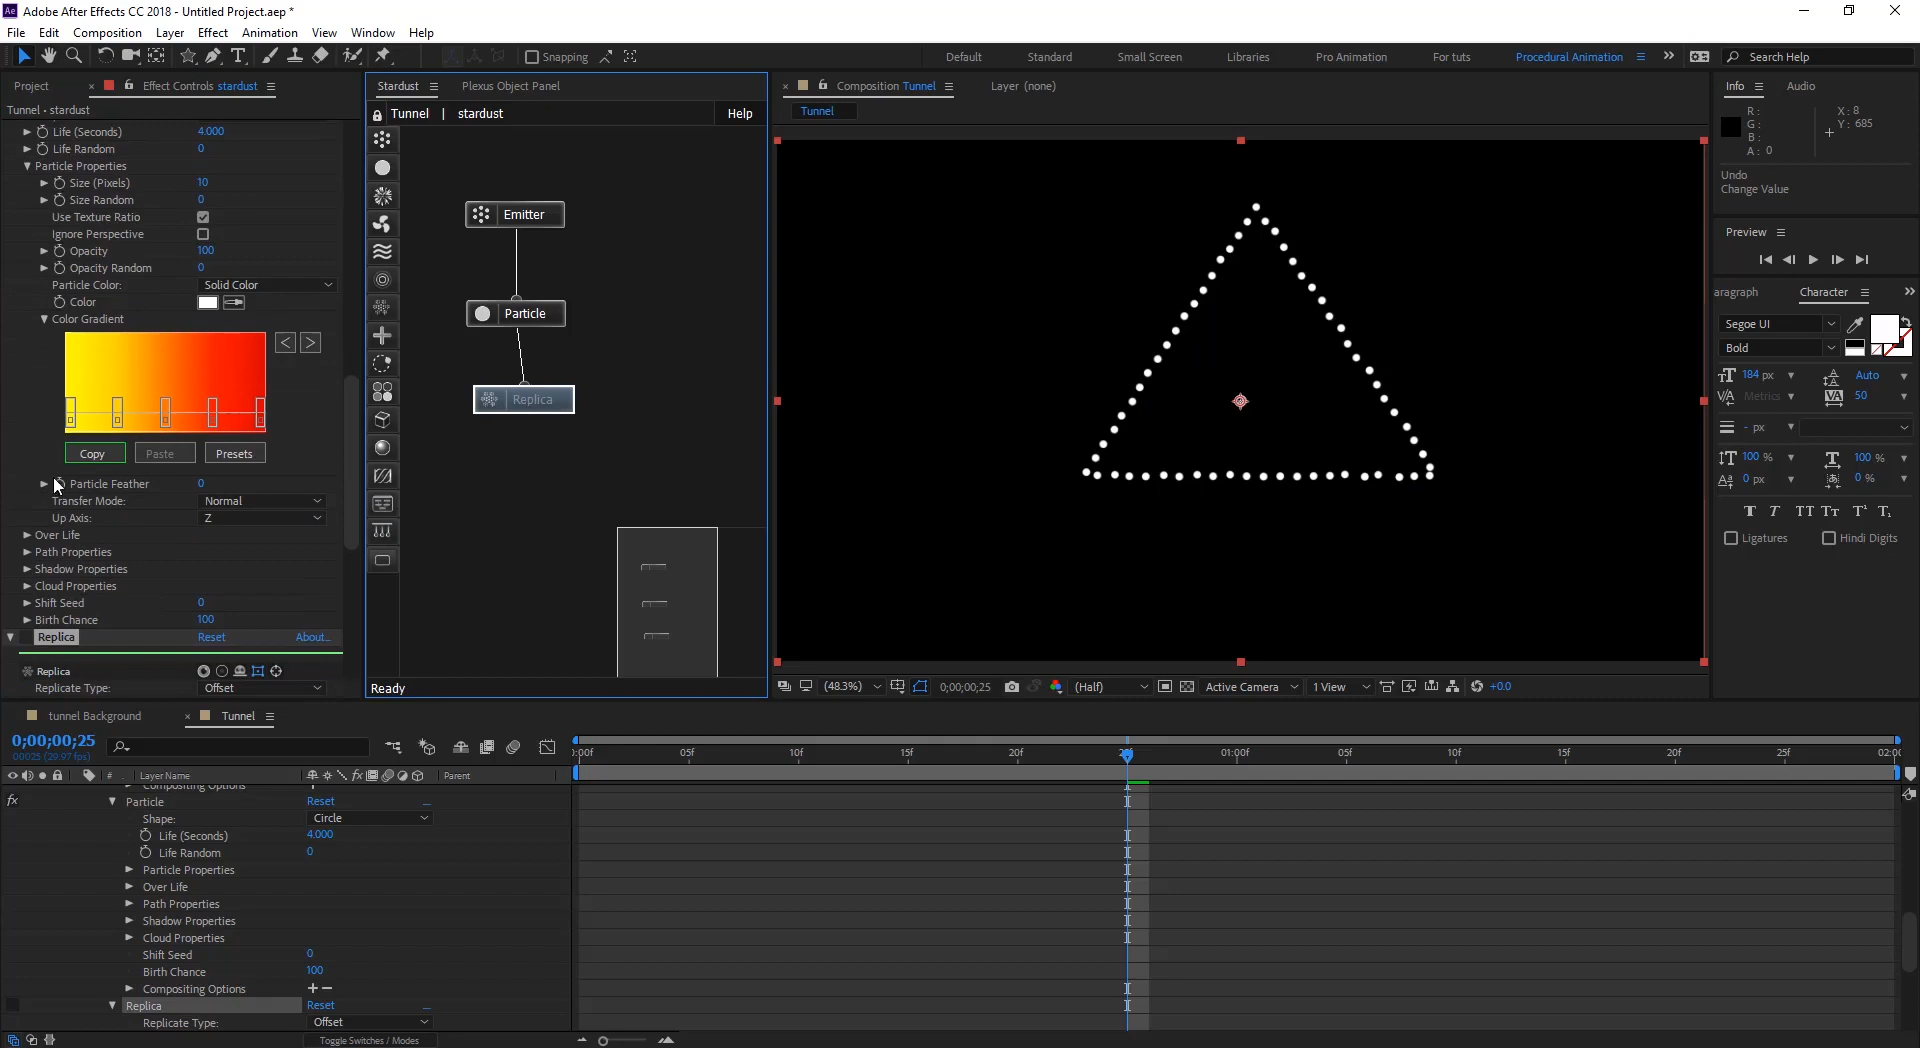 Ae Adobe After Effects CC 2018 - Untitled Project.aep *
File Edit Composition Layer Effect Animation View Window Help
Snapping Default Standard Small Screen Libraries Pro Animation For tuts Procedural Animation Search Help
Project Effect Controls stardust
Tunnel • stardust
Life (Seconds) 4.000
Life Random 0
Particle Properties
Size (Pixels) 10
Size Random 0
Use Texture Ratio
Ignore Perspective
Opacity 100
Opacity Random 0
Particle Color: Solid Color
Color
Color Gradient
< >
Copy Paste Presets
Particle Feather 0
Transfer Mode: Normal
Up Axis: Z
Over Life
Path Properties
Shadow Properties
Cloud Properties
Shift Seed 0
Birth Chance 100
Replica Reset About...
Replica
Replicate Type: Offset
Stardust Plexus Object Panel
Tunnel | stardust Help
Emitter
Particle
Replica
Ready
Composition Tunnel Layer (none)
Tunnel
(48.3%) 0;00;00;25 (Half) Active Camera 1 View +0.0
Info Audio
R: X: 8
G: Y: 685
B:
A: 0
Undo
Change Value
Preview
aragraph Character
Segoe UI
Bold
184 px Auto
Metrics 50
- px
100 % 100 %
0 px 0 %
T T TT Tt T¹ T₁
Ligatures Hindi Digits
tunnel Background Tunnel
0;00;00;25
00025 (29.97 fps)
# Layer Name Parent
:00f 05f 10f 15f 20f 01:00f 05f 10f 15f 20f 25f 02:0
Compositing Options
fx Particle Reset
Shape: Circle
Life (Seconds) 4.000
Life Random 0
Particle Properties
Over Life
Path Properties
Shadow Properties
Cloud Properties
Shift Seed 0
Birth Chance 100
Compositing Options + −
Replica Reset
Replicate Type: Offset
Toggle Switches / Modes